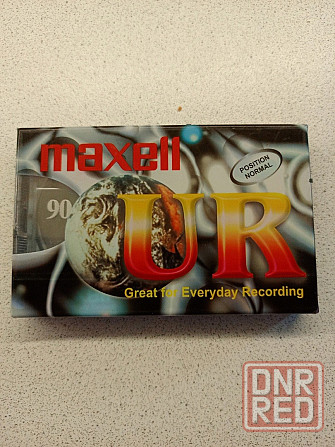 maxell
POSITION
NORMAL
90
UR
Great for Everyday Recording
DNR
RED